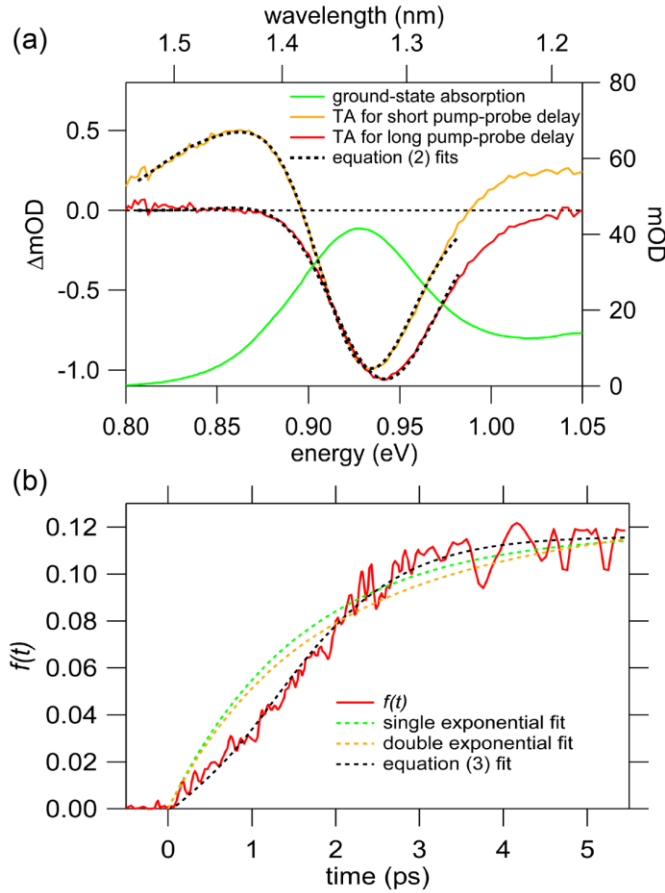 wavelength (nm)
(a)
1.5
1.4
1.3
1.2
80
60
40
20
0
mOD
ground-state absorption
TA for short pump-probe delay
TA for long pump-probe delay
equation (2) fits
0.5
0.0
-0.5
-1.0
ΔmOD
0.80
0.85
0.90
0.95
1.00
1.05
energy (eV)
(b)
0.12
0.10
0.08
0.06
0.04
0.02
0.00
f(t)
f(t)
single exponential fit
double exponential fit
equation (3) fit
0
1
2
3
4
5
time (ps)